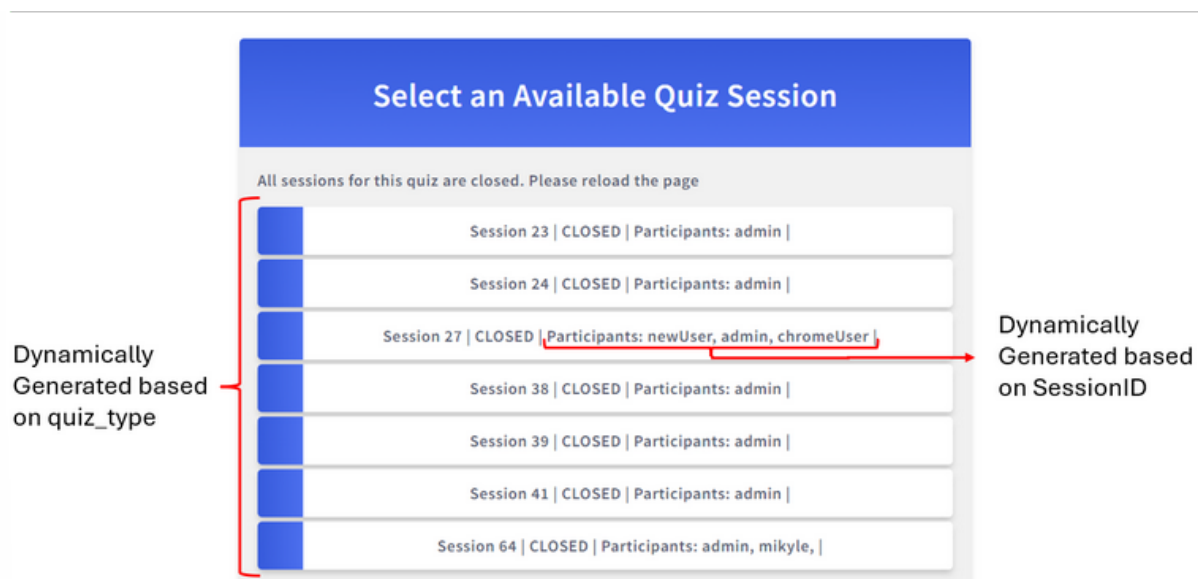 Select an Available Quiz Session
All sessions for this quiz are closed. Please reload the page
Session 23 | CLOSED | Participants: admin |
Session 24 | CLOSED | Participants: admin |
Session 27 | CLOSED | Participants: newUser, admin, chromeUser |
Session 38 | CLOSED | Participants: admin |
Session 39 | CLOSED | Participants: admin |
Session 41 | CLOSED | Participants: admin |
Session 64 | CLOSED | Participants: admin, mikyle, |
Dynamically
Generated based
on quiz_type
Dynamically
Generated based
on SessionID